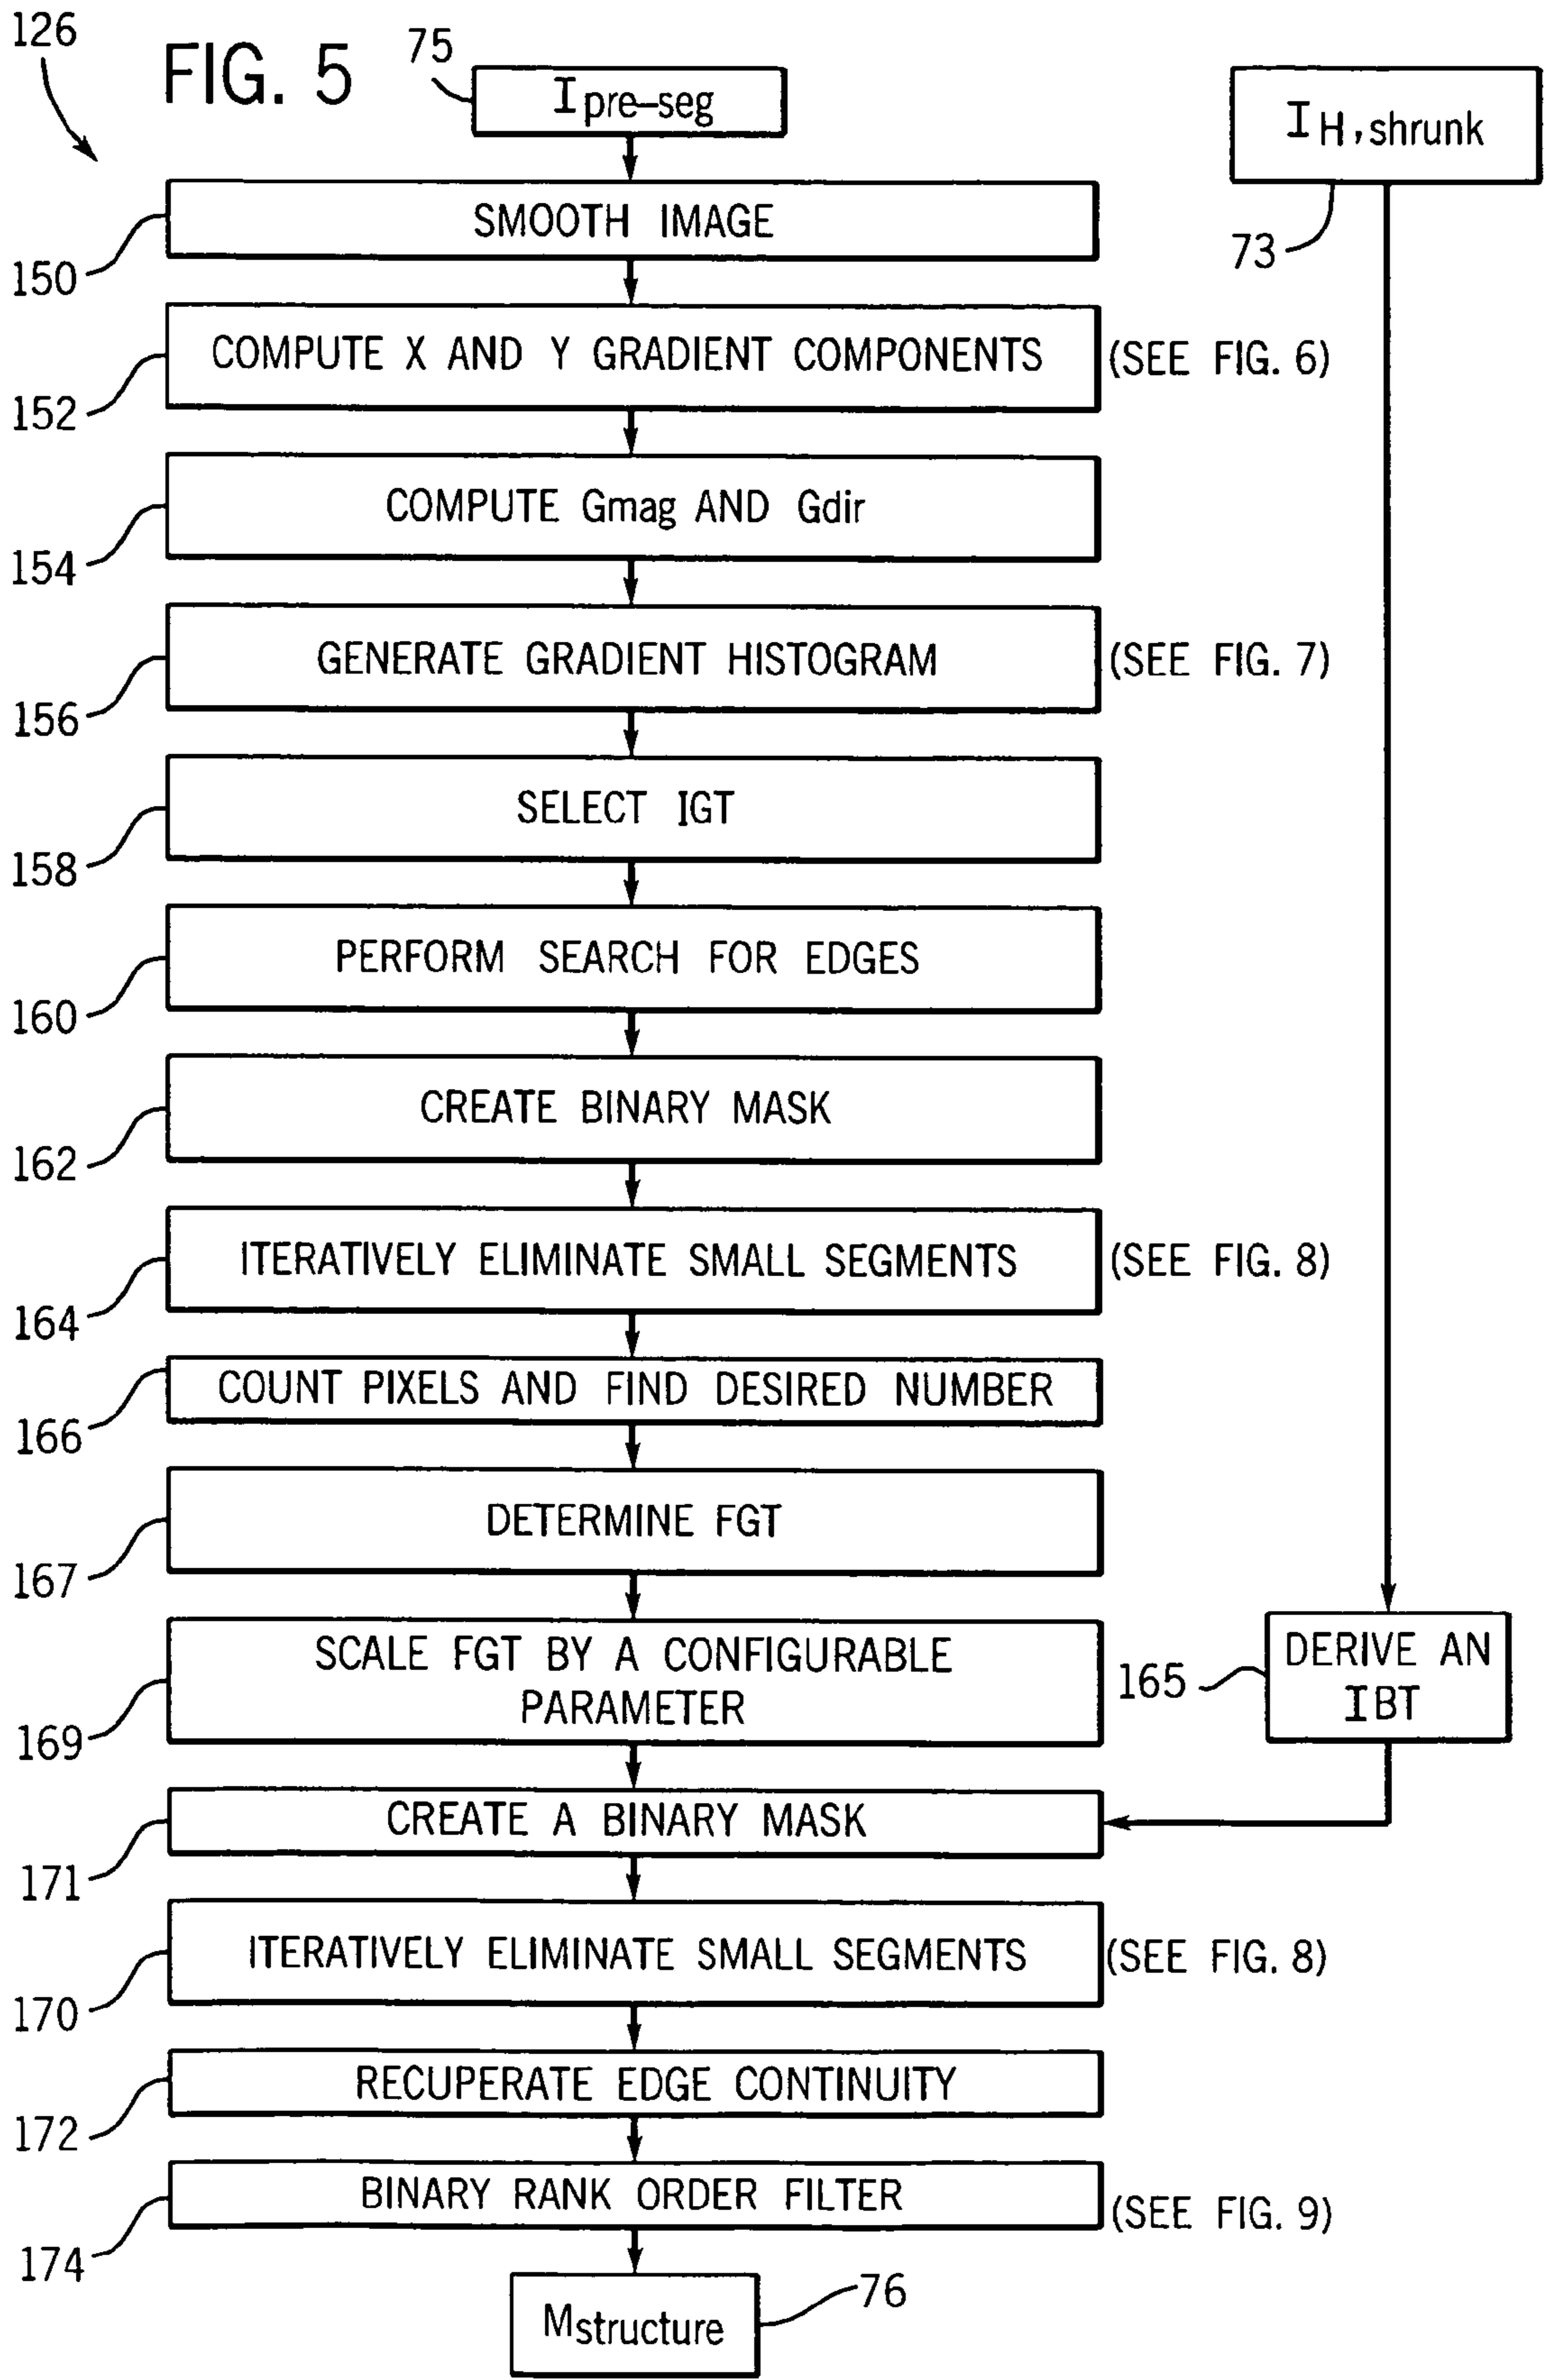 126
FIG. 5
75
Ipre-seg
IH,shrunk
73
SMOOTH IMAGE
150
COMPUTE X AND Y GRADIENT COMPONENTS
(SEE FIG. 6)
152
COMPUTE Gmag AND Gdir
154
GENERATE GRADIENT HISTOGRAM
(SEE FIG. 7)
156
SELECT IGT
158
PERFORM SEARCH FOR EDGES
160
CREATE BINARY MASK
162
ITERATIVELY ELIMINATE SMALL SEGMENTS
(SEE FIG. 8)
164
COUNT PIXELS AND FIND DESIRED NUMBER
166
DETERMINE FGT
167
SCALE FGT BY A CONFIGURABLE
PARAMETER
169
165
DERIVE AN
IBT
CREATE A BINARY MASK
171
ITERATIVELY ELIMINATE SMALL SEGMENTS
(SEE FIG. 8)
170
RECUPERATE EDGE CONTINUITY
172
BINARY RANK ORDER FILTER
(SEE FIG. 9)
174
Mstructure
76